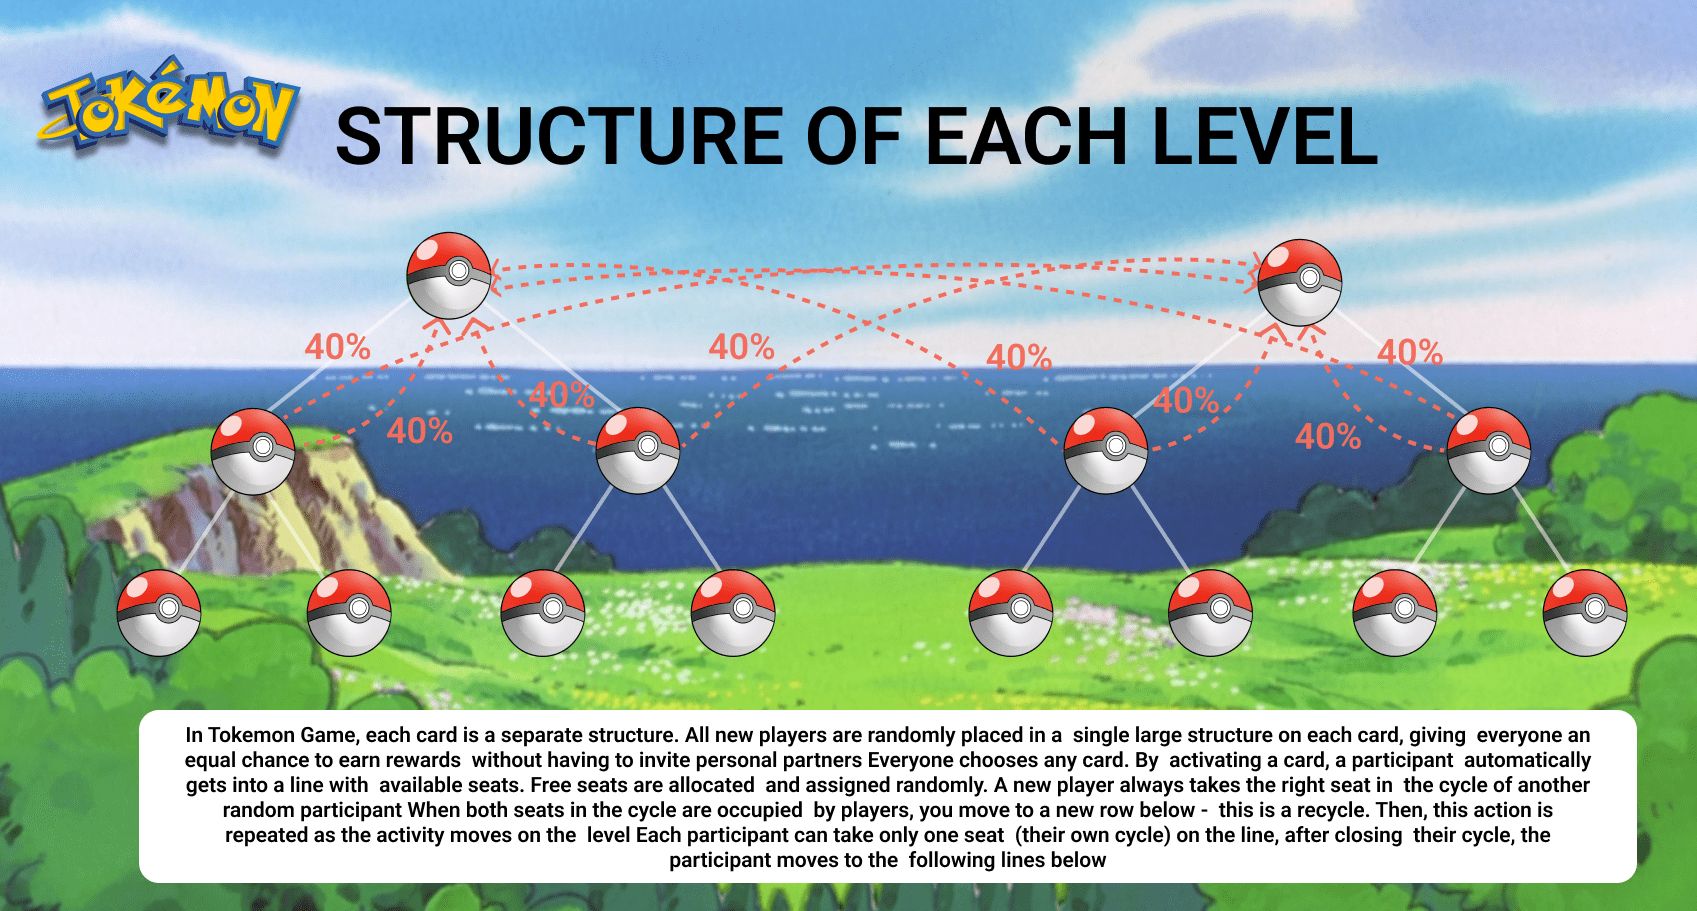 TOKéMON
STRUCTURE OF EACH LEVEL
40%
40%
40%
40%
40%
40%
40%
40%
In Tokemon Game, each card is a separate structure. All new players are randomly placed in a single large structure on each card, giving everyone an
equal chance to earn rewards without having to invite personal partners Everyone chooses any card. By activating a card, a participant automatically
gets into a line with available seats. Free seats are allocated and assigned randomly. A new player always takes the right seat in the cycle of another
random participant When both seats in the cycle are occupied by players, you move to a new row below - this is a recycle. Then, this action is
repeated as the activity moves on the level Each participant can take only one seat (their own cycle) on the line, after closing their cycle, the
participant moves to the following lines below